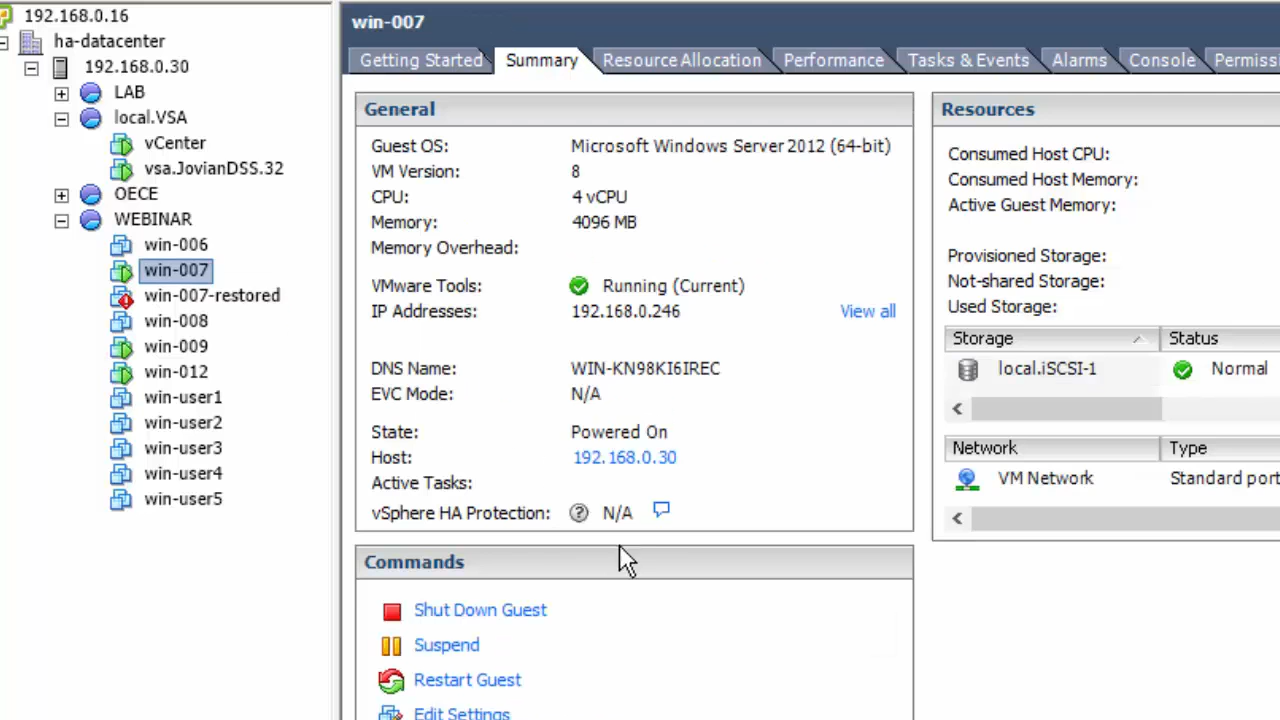 192.168.0.16
ha-datacenter
192.168.0.30
LAB
local.VSA
vCenter
vsa.JovianDSS.32
OECE
WEBINAR
win-006
win-007
win-007-restored
win-008
win-009
win-012
win-user1
win-user2
win-user3
win-user4
win-user5
win-007
Getting Started Summary Resource Allocation Performance Tasks & Events Alarms Console Permissi
General
Guest OS: Microsoft Windows Server 2012 (64-bit)
VM Version: 8
CPU: 4 vCPU
Memory: 4096 MB
Memory Overhead:
VMware Tools: Running (Current)
IP Addresses: 192.168.0.246 View all
DNS Name: WIN-KN98KI6IREC
EVC Mode: N/A
State: Powered On
Host: 192.168.0.30
Active Tasks:
vSphere HA Protection: N/A
Commands
Shut Down Guest
Suspend
Restart Guest
Edit Settings
Resources
Consumed Host CPU:
Consumed Host Memory:
Active Guest Memory:
Provisioned Storage:
Not-shared Storage:
Used Storage:
Storage Status
local.iSCSI-1 Normal
Network Type
VM Network Standard port